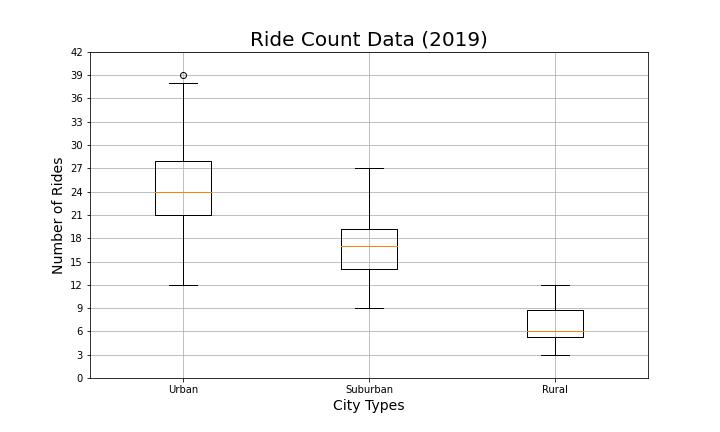 Ride Count Data (2019)
42
39
36
33
30
27
24
21
18
15
12
9
6
3
0
Number of Rides
Urban
Suburban
Rural
City Types